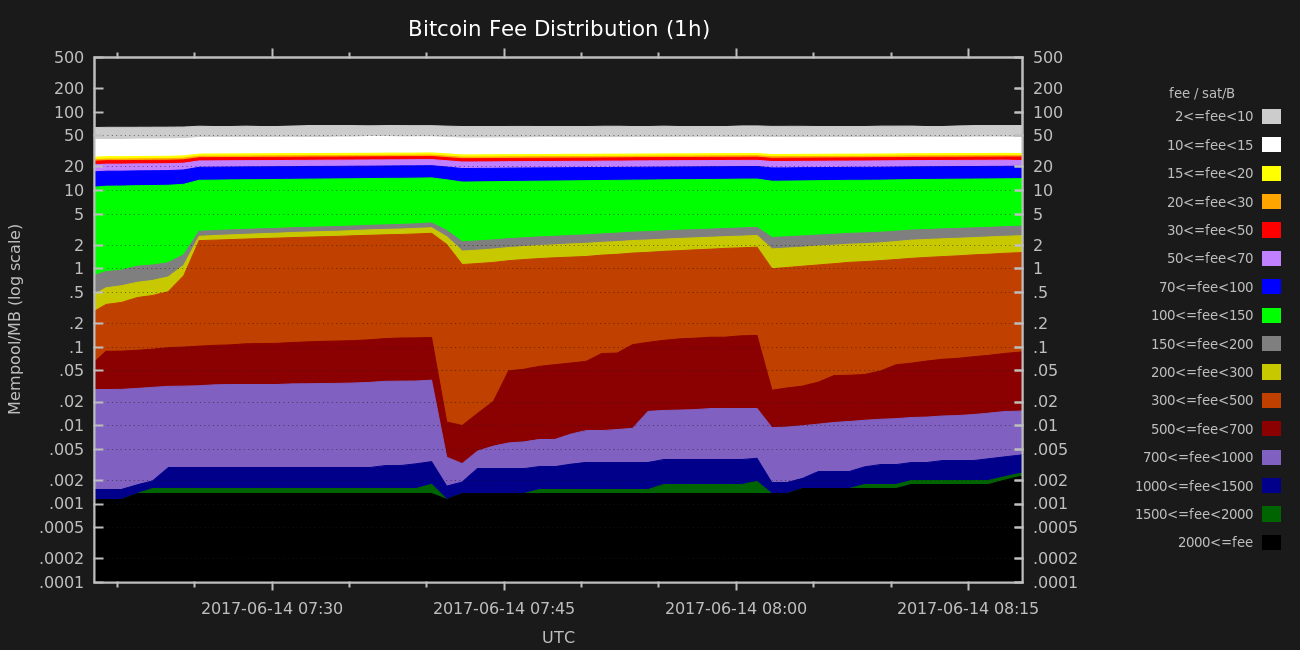 Bitcoin Fee Distribution (1h)
500 500
200 200
100 100
50 50
20 20
10 10
5 5
2 2
1 1
.5 .5
.2 .2
.1 .1
.05 .05
.02 .02
.01 .01
.005 .005
.002 .002
.001 .001
.0005 .0005
.0002 .0002
.0001 .0001
Mempool/MB (log scale)
2017-06-14 07:30 2017-06-14 07:45 2017-06-14 08:00 2017-06-14 08:15
UTC
fee / sat/B
2<=fee<10
10<=fee<15
15<=fee<20
20<=fee<30
30<=fee<50
50<=fee<70
70<=fee<100
100<=fee<150
150<=fee<200
200<=fee<300
300<=fee<500
500<=fee<700
700<=fee<1000
1000<=fee<1500
1500<=fee<2000
2000<=fee